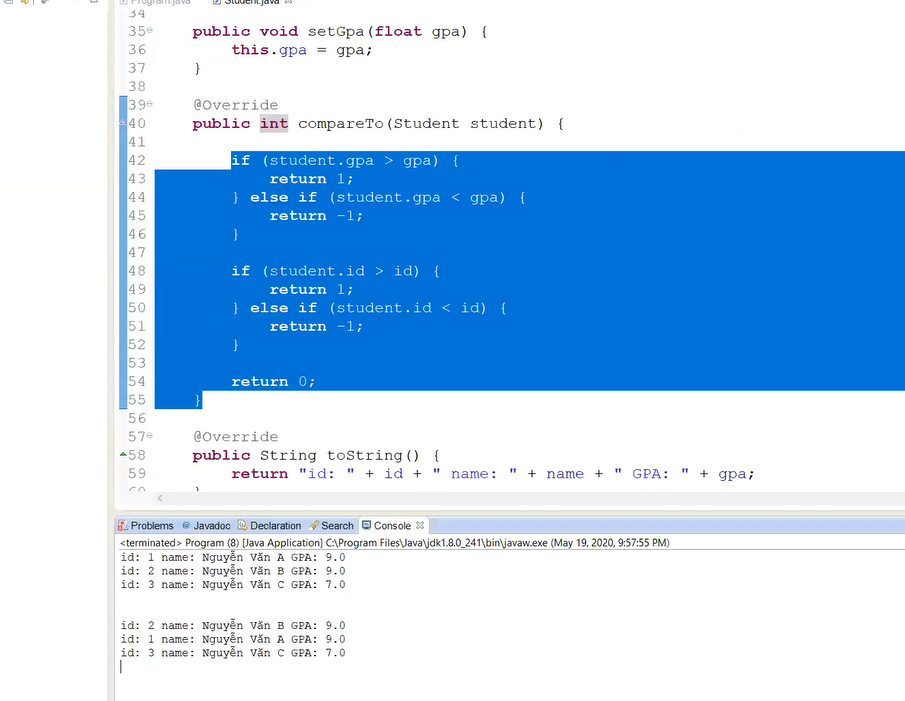 Program.java Student.java
34
35 public void setGpa(float gpa) {
36 this.gpa = gpa;
37 }
38
39 @Override
40 public int compareTo(Student student) {
41
42 if (student.gpa > gpa) {
43 return 1;
44 } else if (student.gpa < gpa) {
45 return -1;
46 }
47
48 if (student.id > id) {
49 return 1;
50 } else if (student.id < id) {
51 return -1;
52 }
53
54 return 0;
55 }
56
57 @Override
58 public String toString() {
59 return "id: " + id + " name: " + name + " GPA: " + gpa;
60 }
Problems @ Javadoc Declaration Search Console
<terminated> Program (8) [Java Application] C:\Program Files\Java\jdk1.8.0_241\bin\javaw.exe (May 19, 2020, 9:57:55 PM)
id: 1 name: Nguyễn Văn A GPA: 9.0
id: 2 name: Nguyễn Văn B GPA: 9.0
id: 3 name: Nguyễn Văn C GPA: 7.0
id: 2 name: Nguyễn Văn B GPA: 9.0
id: 1 name: Nguyễn Văn A GPA: 9.0
id: 3 name: Nguyễn Văn C GPA: 7.0